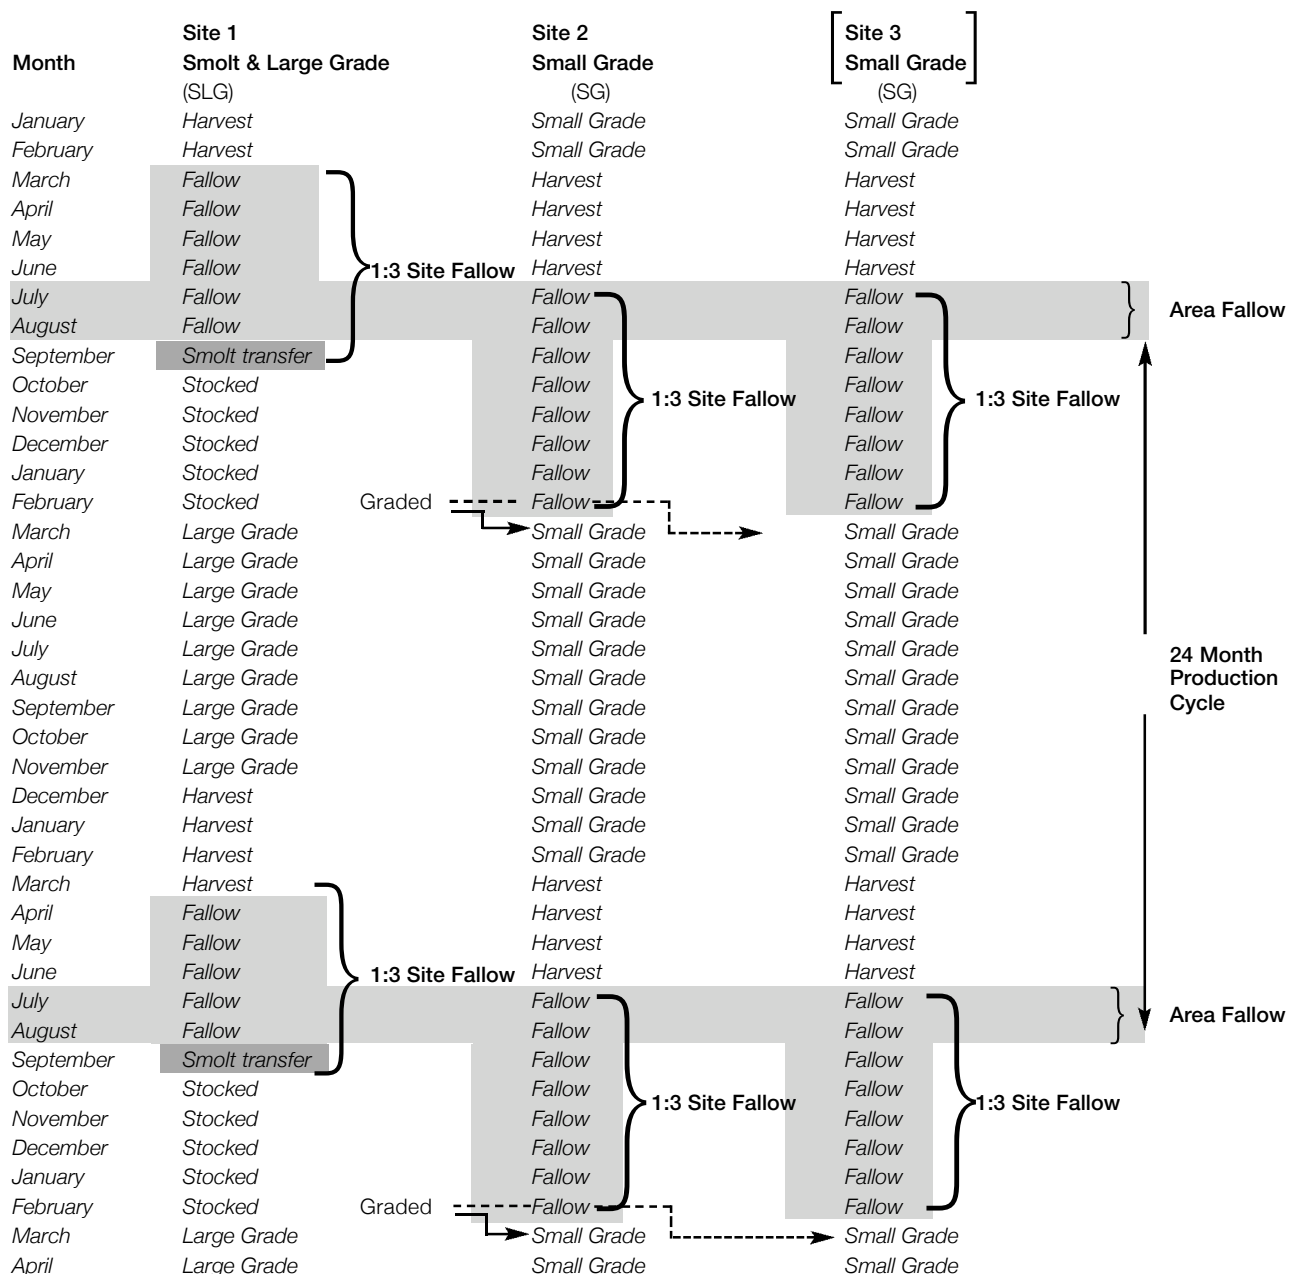 Site 1 Site 2 Site 3
Month Smolt & Large Grade Small Grade Small Grade
(SLG) (SG) (SG)
January Harvest Small Grade Small Grade
February Harvest Small Grade Small Grade
March Fallow Harvest Harvest
April Fallow Harvest Harvest
May Fallow Harvest Harvest
June Fallow 1:3 Site Fallow Harvest Harvest
July Fallow Fallow Fallow
Area Fallow
August Fallow Fallow Fallow
September Smolt transfer Fallow Fallow
October Stocked Fallow Fallow
1:3 Site Fallow 1:3 Site Fallow
November Stocked Fallow Fallow
December Stocked Fallow Fallow
January Stocked Fallow Fallow
February Stocked Graded Fallow Fallow
March Large Grade Small Grade Small Grade
April Large Grade Small Grade Small Grade
May Large Grade Small Grade Small Grade
June Large Grade Small Grade Small Grade
July Large Grade Small Grade Small Grade 24 Month
August Large Grade Small Grade Small Grade Production
September Large Grade Small Grade Small Grade Cycle
October Large Grade Small Grade Small Grade
November Large Grade Small Grade Small Grade
December Harvest Small Grade Small Grade
January Harvest Small Grade Small Grade
February Harvest Small Grade Small Grade
March Harvest Harvest Harvest
April Fallow Harvest Harvest
May Fallow Harvest Harvest
June Fallow 1:3 Site Fallow Harvest Harvest
July Fallow Fallow Fallow
Area Fallow
August Fallow Fallow Fallow
September Smolt transfer Fallow Fallow
October Stocked Fallow Fallow
1:3 Site Fallow 1:3 Site Fallow
November Stocked Fallow Fallow
December Stocked Fallow Fallow
January Stocked Fallow Fallow
February Stocked Graded Fallow Fallow
March Large Grade Small Grade Small Grade
April Large Grade Small Grade Small Grade